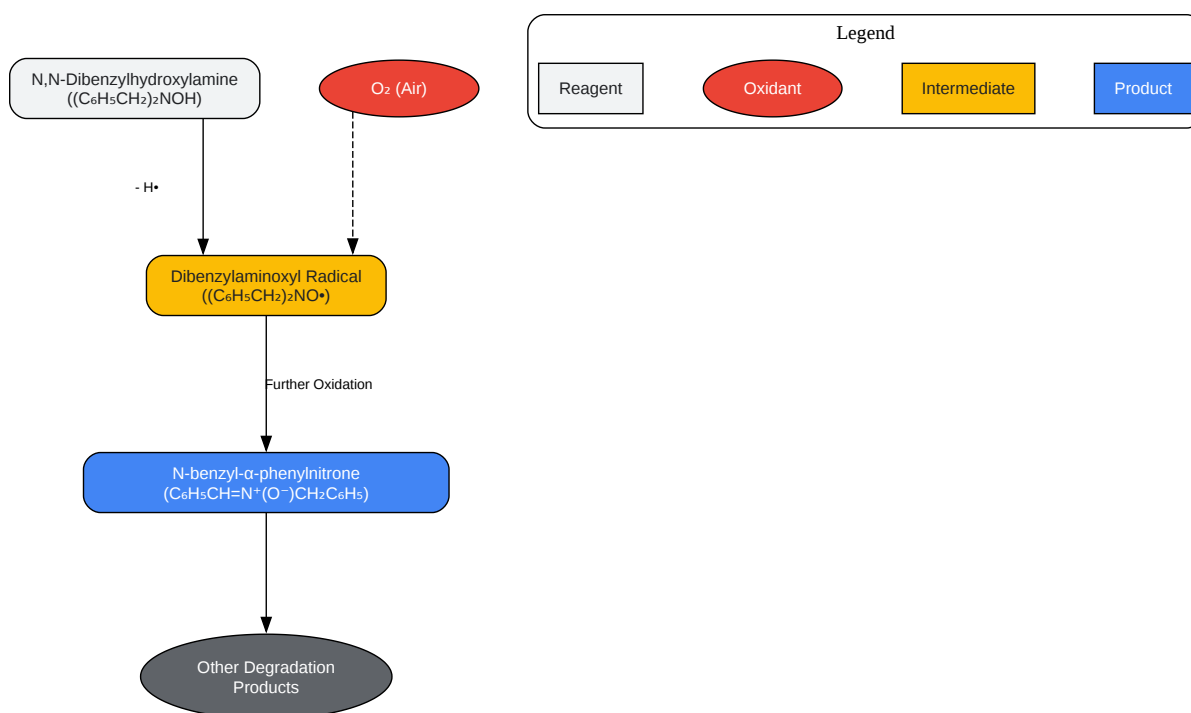 N,N-Dibenzylhydroxylamine
((C₆H₅CH₂)₂NOH)
O₂ (Air)
Legend
Reagent
Oxidant
Intermediate
Product
- H•
Dibenzylaminoxyl Radical
((C₆H₅CH₂)₂NO•)
Further Oxidation
N-benzyl-α-phenylnitrone
(C₆H₅CH=N⁺(O⁻)CH₂C₆H₅)
Other Degradation
Products